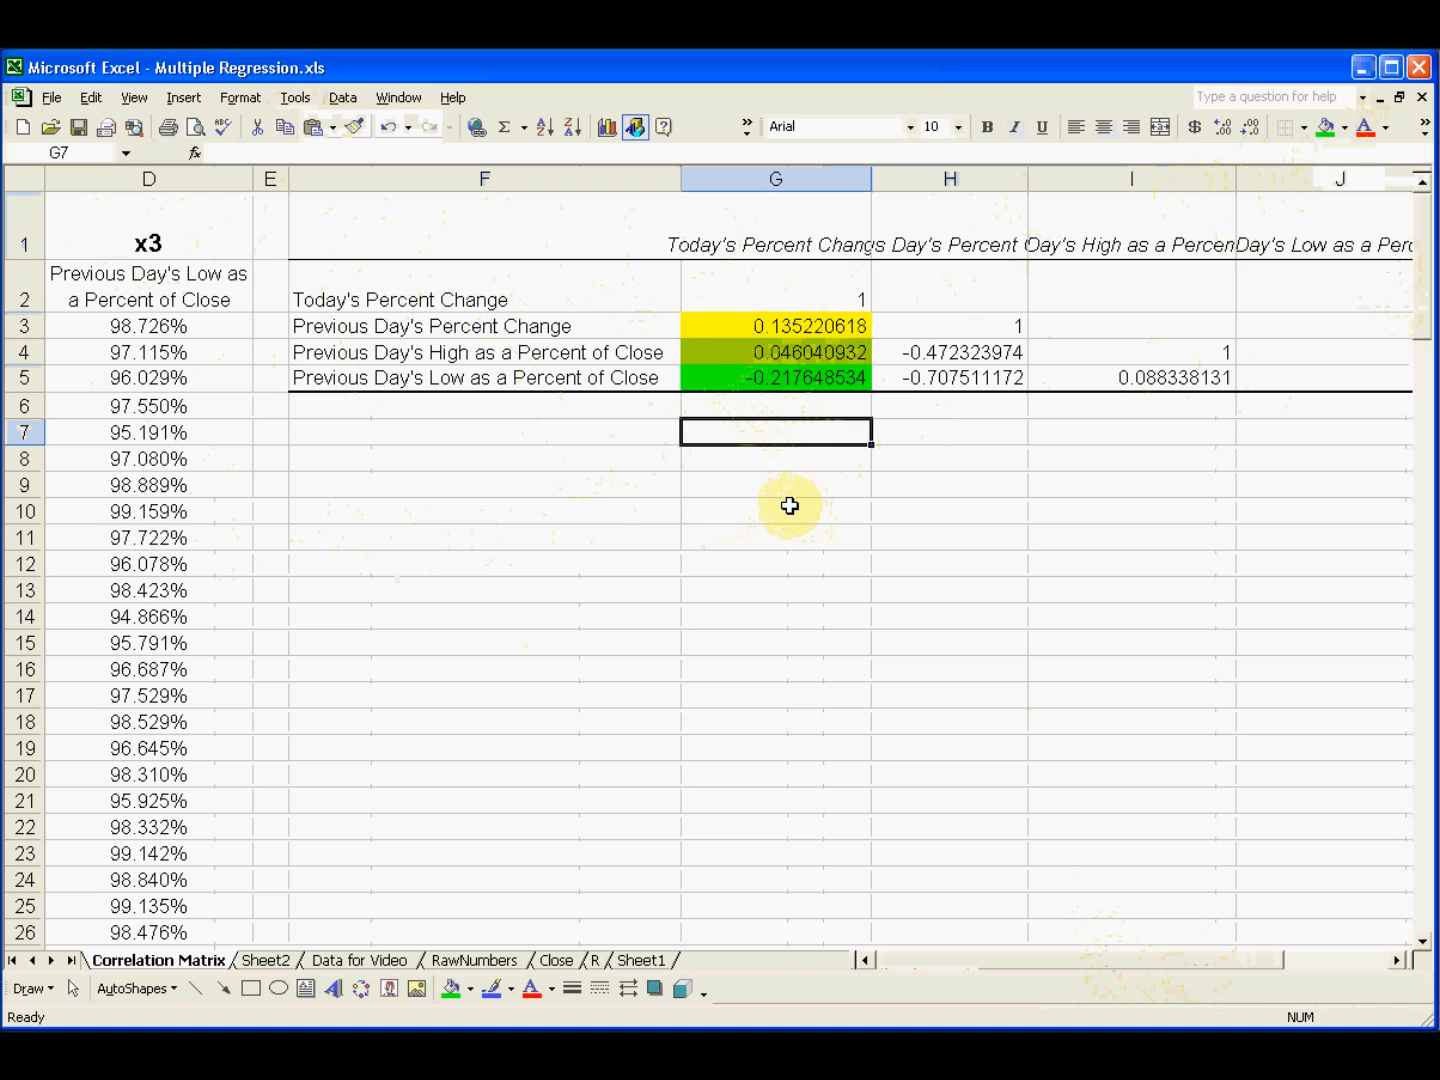 Microsoft Excel - Multiple Regression.xls
File Edit View Insert Format Tools Data Window Help Type a question for help
Arial 10 B I U $
G7 fx
D E F G H I J
1 x3 Today's Percent Chang s Day's Percent Day's High as a Percen Day's Low as a Perc
Previous Day's Low as
2 a Percent of Close Today's Percent Change 1
3 98.726% Previous Day's Percent Change 0.135220618 1
4 97.115% Previous Day's High as a Percent of Close 0.046040932 -0.472323974 1
5 96.029% Previous Day's Low as a Percent of Close -0.217648534 -0.707511172 0.088338131
6 97.550%
7 95.191%
8 97.080%
9 98.889%
10 99.159%
11 97.722%
12 96.078%
13 98.423%
14 94.866%
15 95.791%
16 96.687%
17 97.529%
18 98.529%
19 96.645%
20 98.310%
21 95.925%
22 98.332%
23 99.142%
24 98.840%
25 99.135%
26 98.476%
Correlation Matrix Sheet2 Data for Video RawNumbers Close R Sheet1
Draw AutoShapes A A
Ready NUM